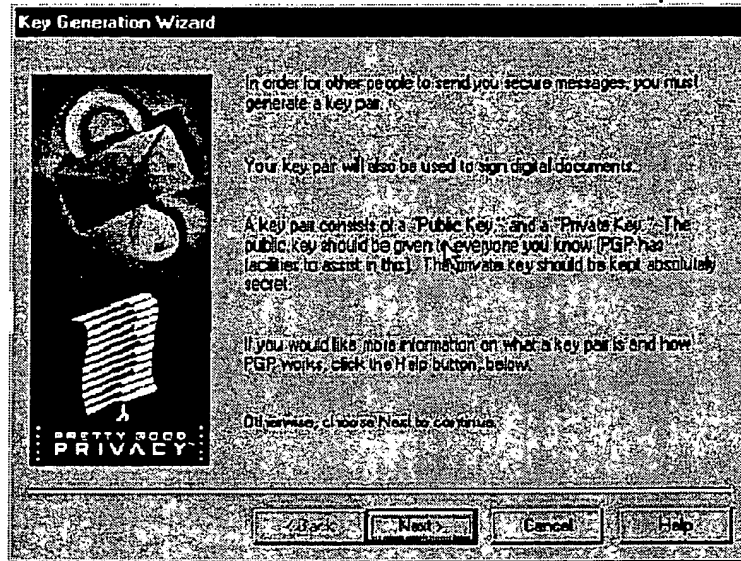 Key Generation Wizard
In order for other people to send you secure messages, you must
generate a key pair.
Your key pair will also be used to sign digital documents.
A key pair consists of a "Public Key," and a "Private Key." The
public key should be given to everyone you know (PGP has
facilities to assist in this). The private key should be kept absolutely
secret.
If you would like more information on what a key pair is and how
PGP works, click the Help button, below.
Otherwise, choose Next to continue.
PRETTY GOOD
PRIVACY
< Back
Next >
Cancel
Help